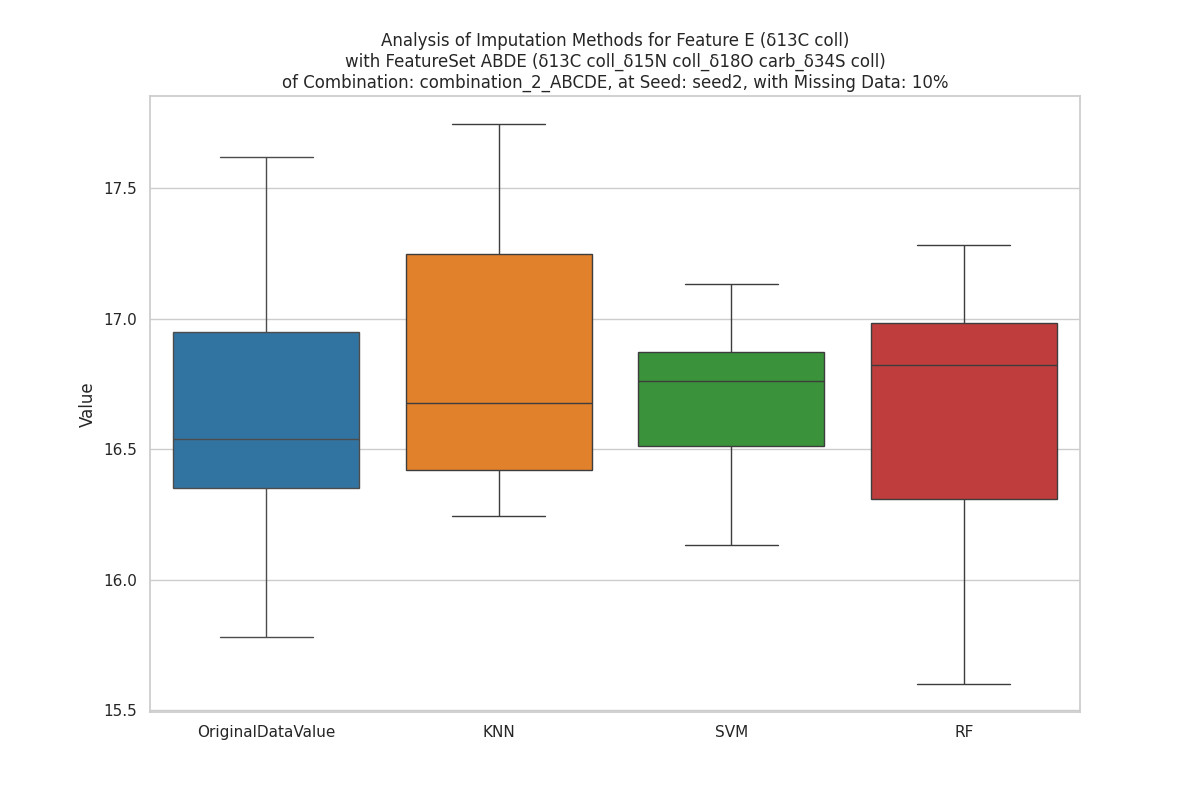 Analysis of Imputation Methods for Feature E (δ13C coll)
with FeatureSet ABDE (δ13C coll_δ15N coll_δ18O carb_δ34S coll)
of Combination: combination_2_ABCDE, at Seed: seed2, with Missing Data: 10%
17.5
17.0
16.5
16.0
15.5
Value
OriginalDataValue
KNN
SVM
RF